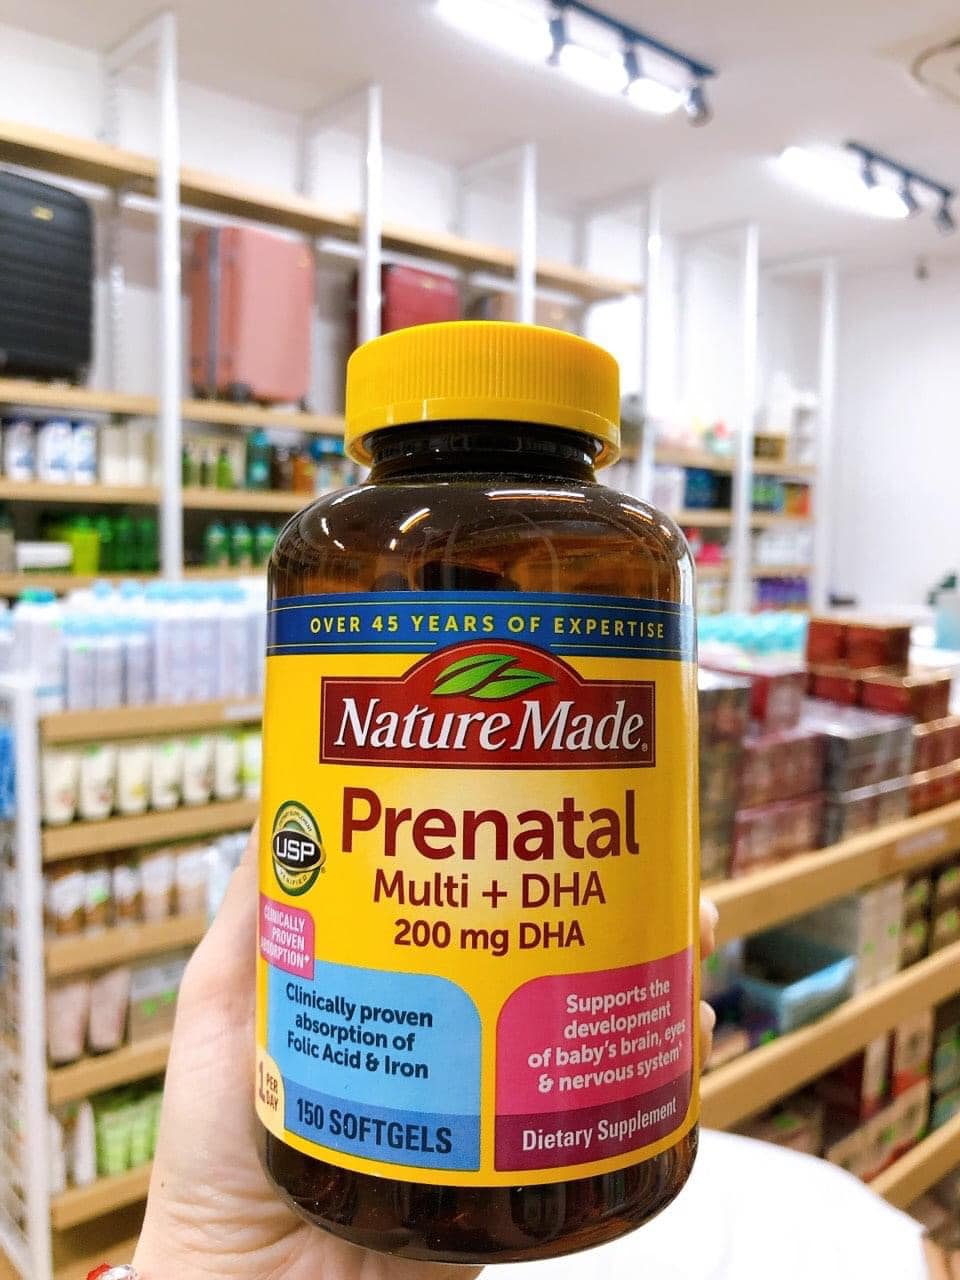 OVER 45 YEARS OF EXPERTISE
Nature Made®
Prenatal
Multi + DHA
200 mg DHA
USP
VERIFIED
CLINICALLY
PROVEN
ABSORPTION*
Clinically proven
absorption of
Folic Acid & Iron
Supports the
development
of baby's brain, eyes
& nervous system*
1 PER
DAY
150 SOFTGELS
Dietary Supplement